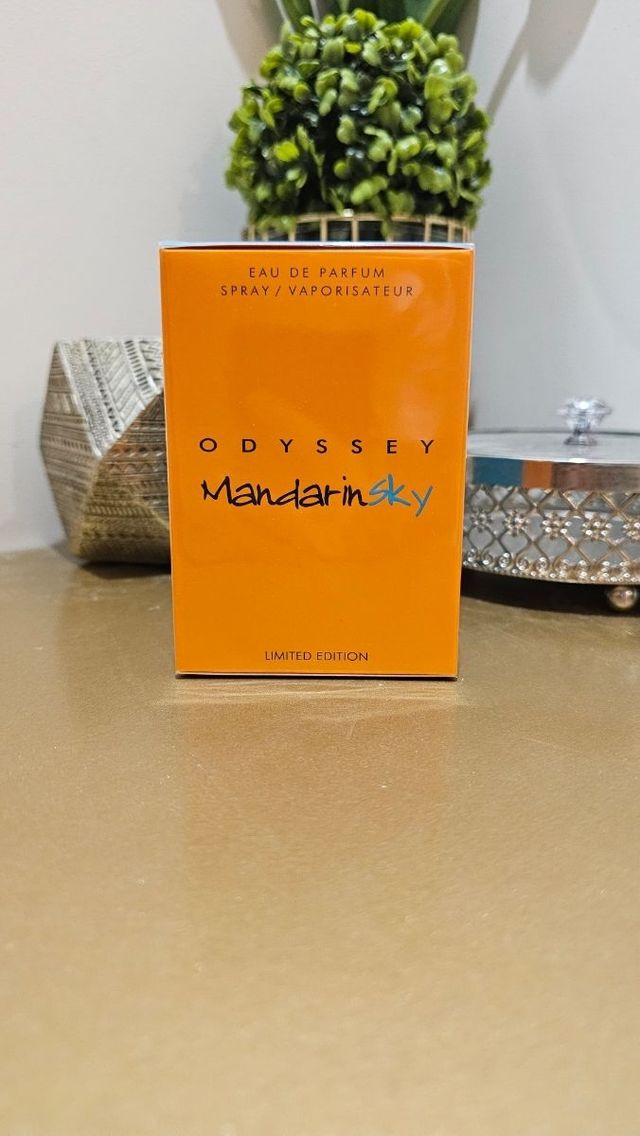 EAU DE PARFUM
SPRAY / VAPORISATEUR
ODYSSEY
MandarinSky
LIMITED EDITION